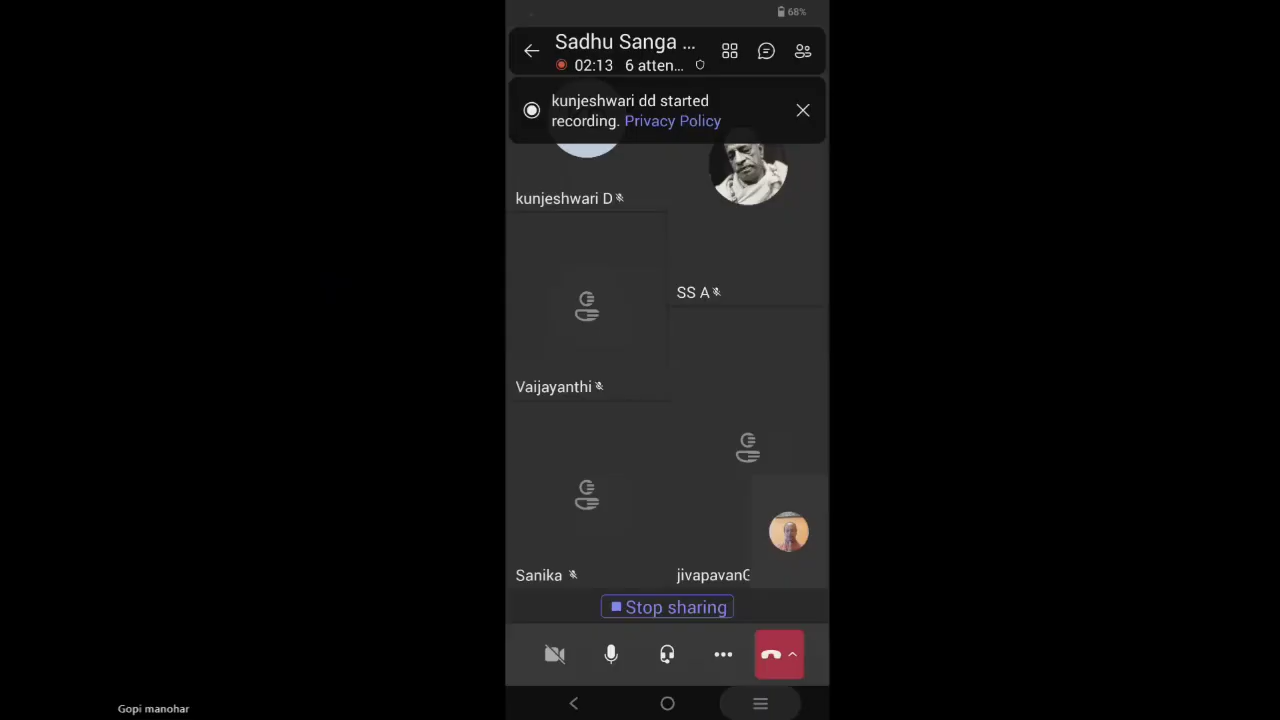 68%
Sadhu Sanga ...
02:13 6 atten...
kunjeshwari dd started
recording. Privacy Policy
kunjeshwari D
SS A
Vaijayanthi
Sanika
jivapavanG
Stop sharing
Gopi manohar